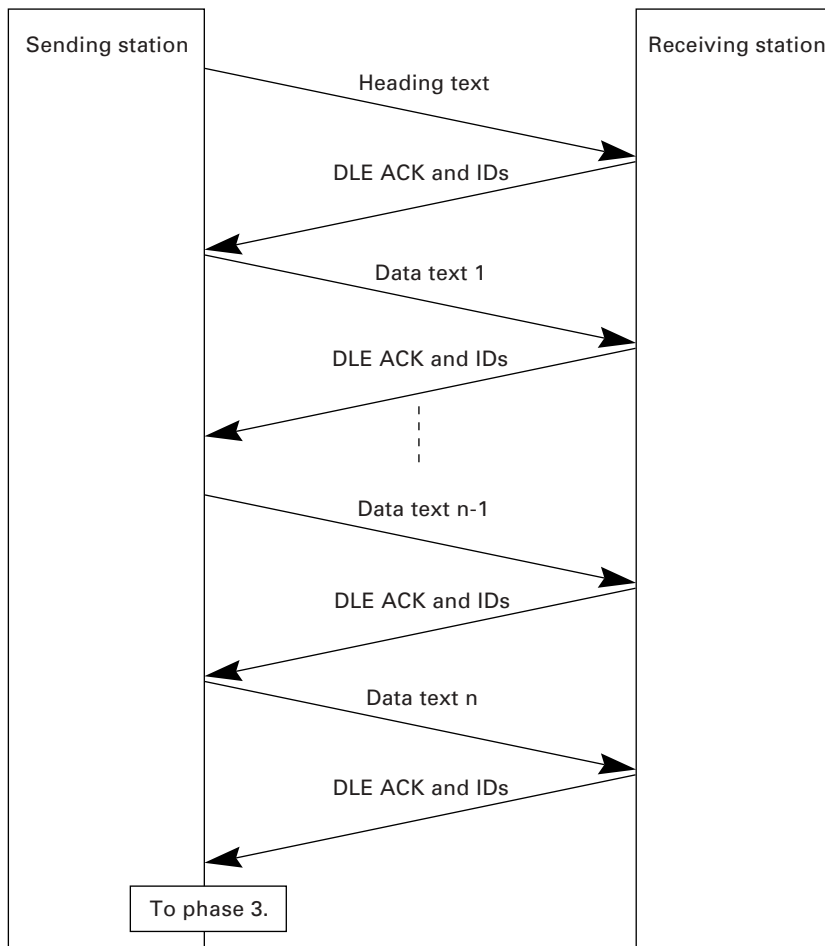 Sending station
Receiving station
Heading text
DLE ACK and IDs
Data text 1
DLE ACK and IDs
Data text n-1
DLE ACK and IDs
Data text n
DLE ACK and IDs
To phase 3.